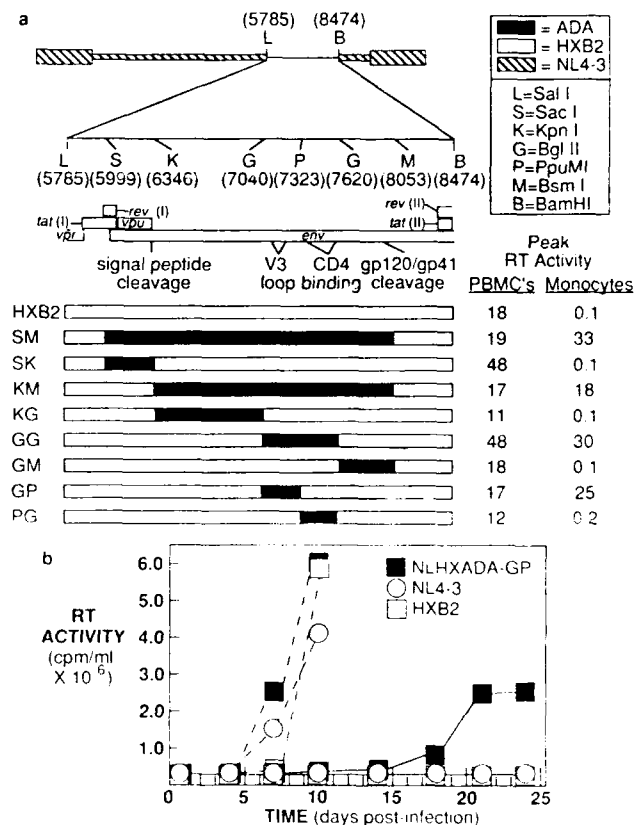 a
(5785) (8474)
L B
= ADA
= HXB2
= NL4-3
L=Sal I
S=Sac I
K=Kpn I
G=Bgl II
P=PpuMI
M=Bsm I
B=BamHI
L S K G P G M B
(5785)(5999) (6346) (7040)(7323)(7620) (8053)(8474)
rev (I) rev (II)
tat (I) vpu tat (II)
vpr env
signal peptide cleavage
V3 loop
CD4 binding
gp120/gp41 cleavage
Peak
RT Activity
PBMC's Monocytes
HXB2 18 0.1
SM 19 33
SK 48 0.1
KM 17 18
KG 11 0.1
GG 48 30
GM 18 0.1
GP 17 25
PG 12 0.2
b
RT
ACTIVITY
(cpm/ml
X 10⁻⁶)
6.0
5.0
4.0
3.0
2.0
1.0
NLHXADA-GP
NL4-3
HXB2
0 5 10 15 20 25
TIME (days post-infection)